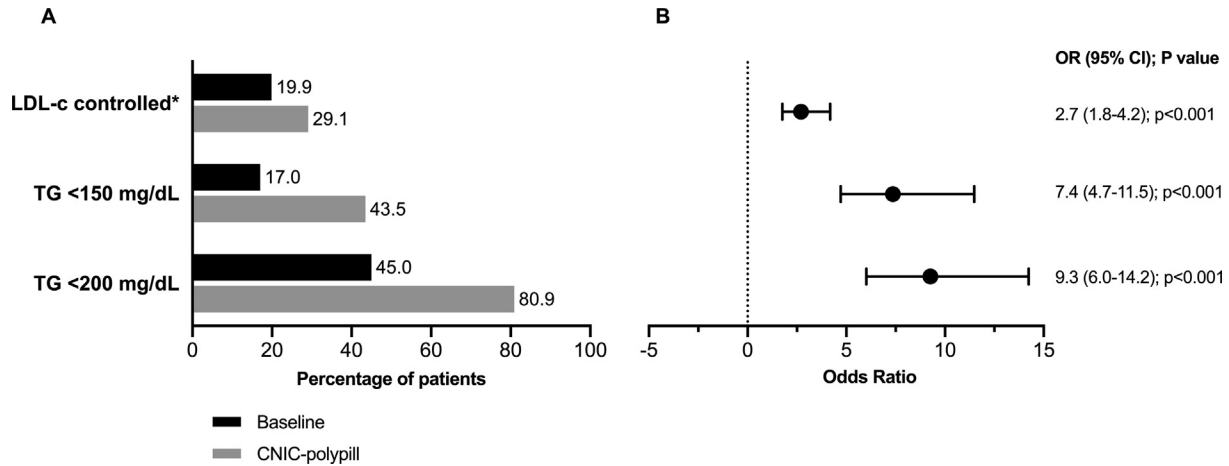 A
LDL-c controlled*
19.9
29.1
TG <150 mg/dL
17.0
43.5
TG <200 mg/dL
45.0
80.9
0 20 40 60 80 100
Percentage of patients
Baseline
CNIC-polypill
B
OR (95% CI); P value
2.7 (1.8-4.2); p<0.001
7.4 (4.7-11.5); p<0.001
9.3 (6.0-14.2); p<0.001
-5 0 5 10 15
Odds Ratio